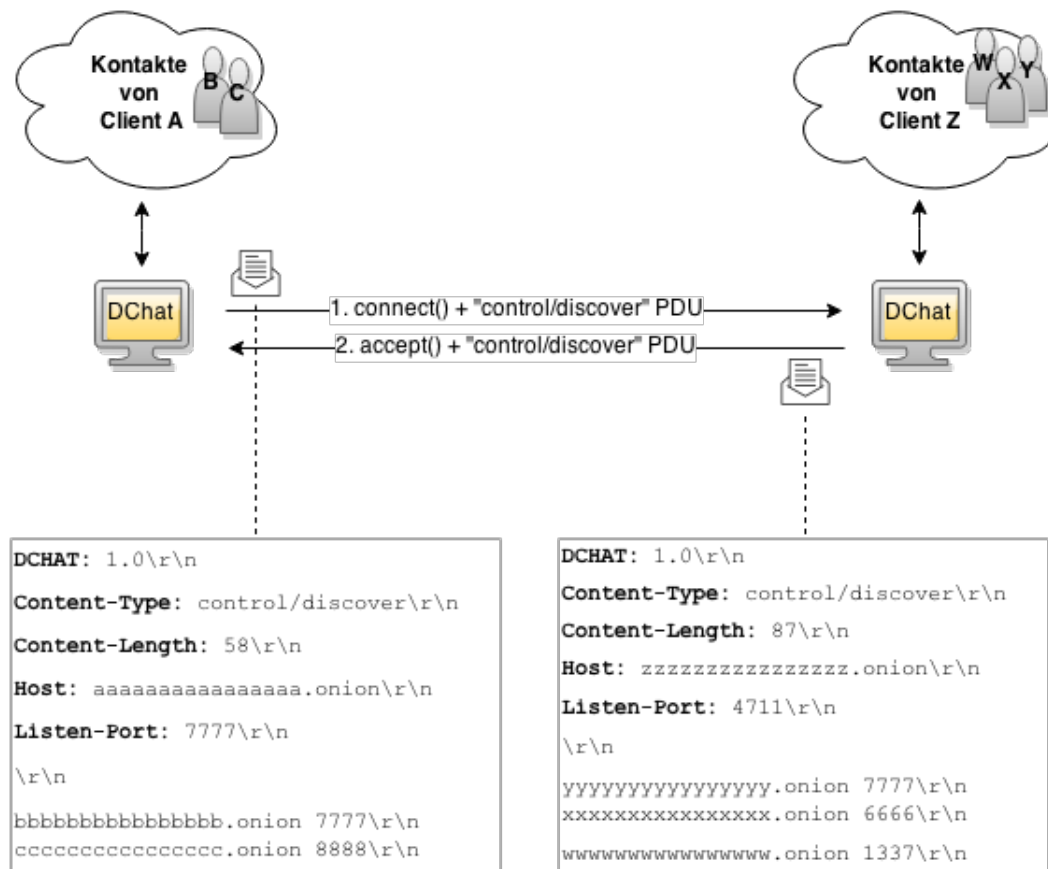 Kontakte
von
Client A
B
C
Kontakte
von
Client Z
W
X
Y
DChat
1. connect() + "control/discover" PDU
2. accept() + "control/discover" PDU
DChat
DCHAT: 1.0\r\n
Content-Type: control/discover\r\n
Content-Length: 58\r\n
Host: aaaaaaaaaaaaaaaa.onion\r\n
Listen-Port: 7777\r\n
\r\n
bbbbbbbbbbbbbbbb.onion 7777\r\n
cccccccccccccccc.onion 8888\r\n
DCHAT: 1.0\r\n
Content-Type: control/discover\r\n
Content-Length: 87\r\n
Host: zzzzzzzzzzzzzzzz.onion\r\n
Listen-Port: 4711\r\n
\r\n
yyyyyyyyyyyyyyyy.onion 7777\r\n
xxxxxxxxxxxxxxxx.onion 6666\r\n
wwwwwwwwwwwwwwww.onion 1337\r\n